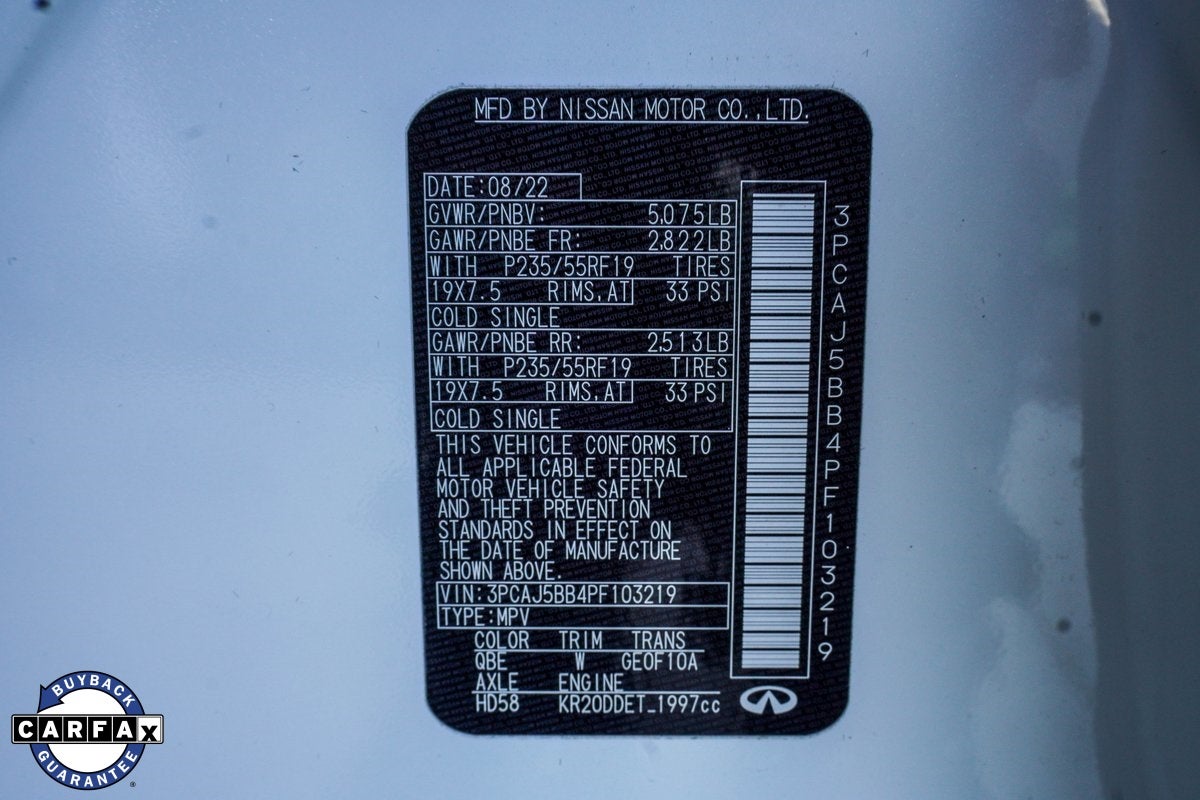 MFD BY NISSAN MOTOR CO.,LTD.
DATE:08/22
GVWR/PNBV: 5,075LB
GAWR/PNBE FR: 2,822LB
WITH P235/55RF19 TIRES
19X7.5 RIMS,AT 33 PSI
COLD SINGLE
GAWR/PNBE RR: 2,513LB
WITH P235/55RF19 TIRES
19X7.5 RIMS,AT 33 PSI
COLD SINGLE
THIS VEHICLE CONFORMS TO
ALL APPLICABLE FEDERAL
MOTOR VEHICLE SAFETY
AND THEFT PREVENTION
STANDARDS IN EFFECT ON
THE DATE OF MANUFACTURE
SHOWN ABOVE.
VIN:3PCAJ5BB4PF103219
TYPE:MPV
COLOR TRIM TRANS
QBE W GE0F10A
AXLE ENGINE
HD58 KR20DDET_1997cc
3PCAJ5BB4PF103219
BUYBACK
CARFAX
GUARANTEE
®